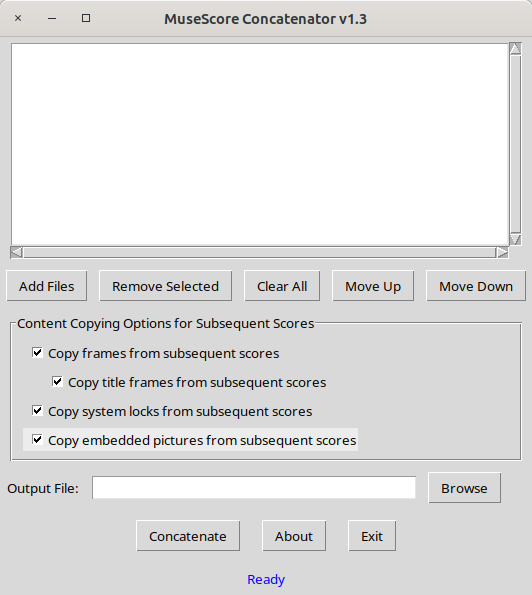 MuseScore Concatenator v1.3
Add Files Remove Selected Clear All Move Up Move Down
Content Copying Options for Subsequent Scores
Copy frames from subsequent scores
Copy title frames from subsequent scores
Copy system locks from subsequent scores
Copy embedded pictures from subsequent scores
Output File: Browse
Concatenate About Exit
Ready